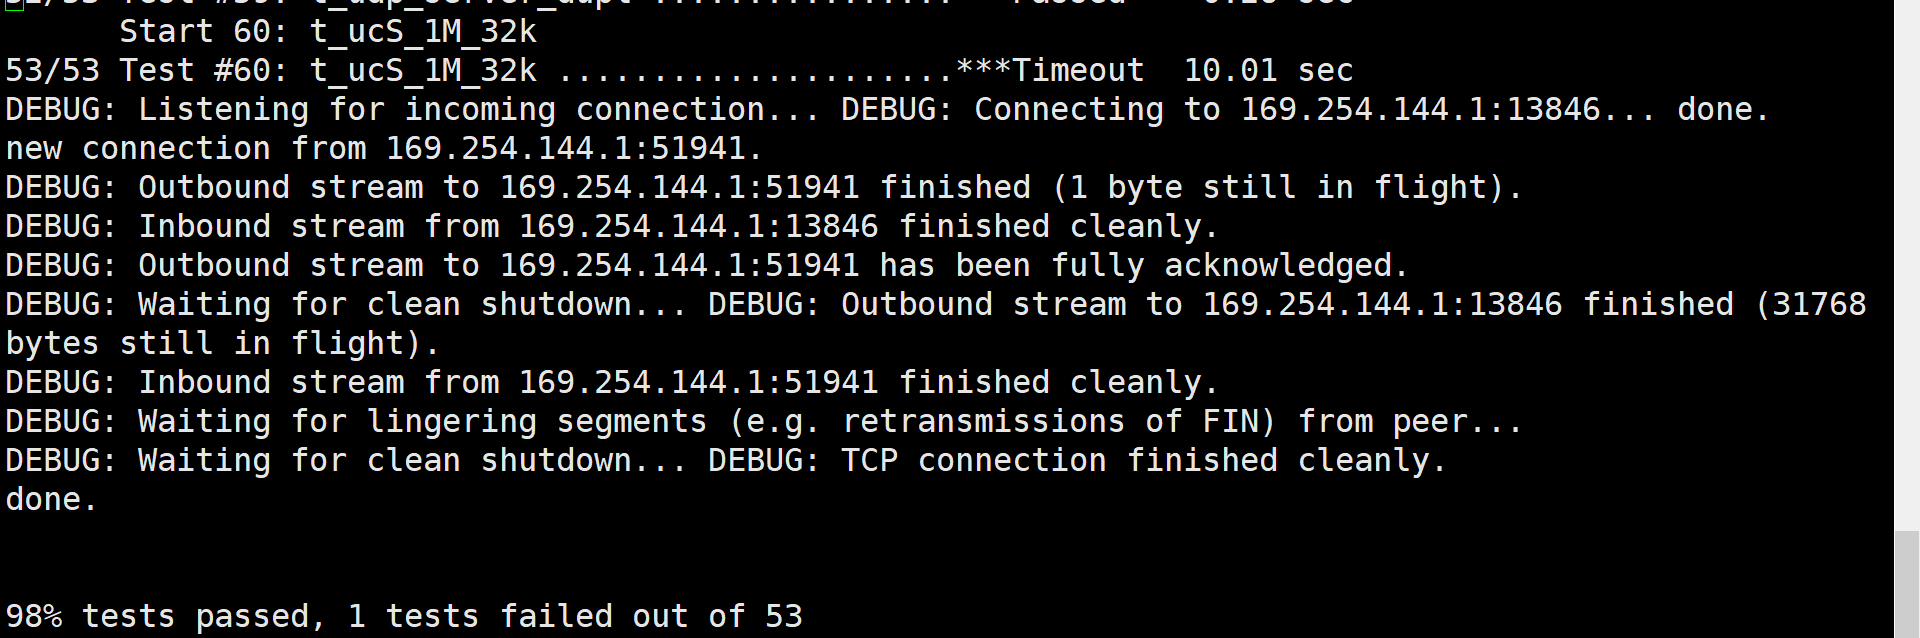 Start 60: t_ucS_1M_32k
53/53 Test #60: t_ucS_1M_32k .....................***Timeout  10.01 sec
DEBUG: Listening for incoming connection... DEBUG: Connecting to 169.254.144.1:13846... done.
new connection from 169.254.144.1:51941.
DEBUG: Outbound stream to 169.254.144.1:51941 finished (1 byte still in flight).
DEBUG: Inbound stream from 169.254.144.1:13846 finished cleanly.
DEBUG: Outbound stream to 169.254.144.1:51941 has been fully acknowledged.
DEBUG: Waiting for clean shutdown... DEBUG: Outbound stream to 169.254.144.1:13846 finished (31768
bytes still in flight).
DEBUG: Inbound stream from 169.254.144.1:51941 finished cleanly.
DEBUG: Waiting for lingering segments (e.g. retransmissions of FIN) from peer...
DEBUG: Waiting for clean shutdown... DEBUG: TCP connection finished cleanly.
done.
98% tests passed, 1 tests failed out of 53